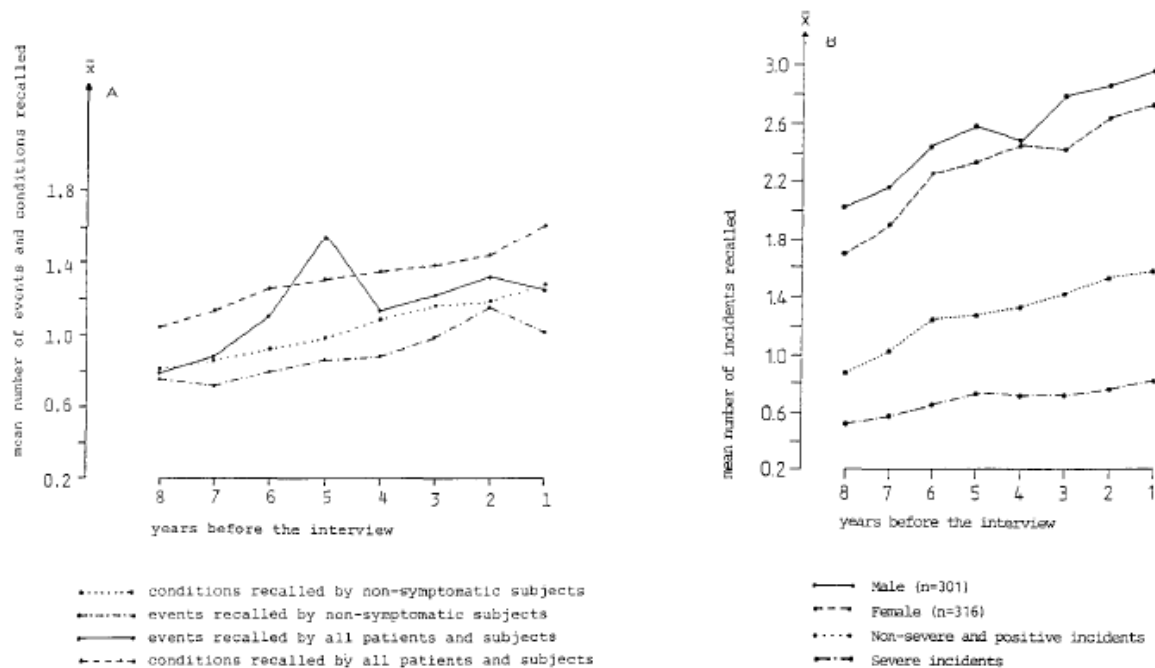 x̄
A
mean number of events and conditions recalled
1.8
1.4
1.0
0.6
0.2
8 7 6 5 4 3 2 1
years before the interview
conditions recalled by non-symptomatic subjects
events recalled by non-symptomatic subjects
events recalled by all patients and subjects
conditions recalled by all patients and subjects
x̄
B
mean number of incidents recalled
3.0
2.6
2.2
1.8
1.4
1.0
0.6
0.2
8 7 6 5 4 3 2 1
years before the interview
Male (n=301)
Female (n=316)
Non-severe and positive incidents
Severe incidents